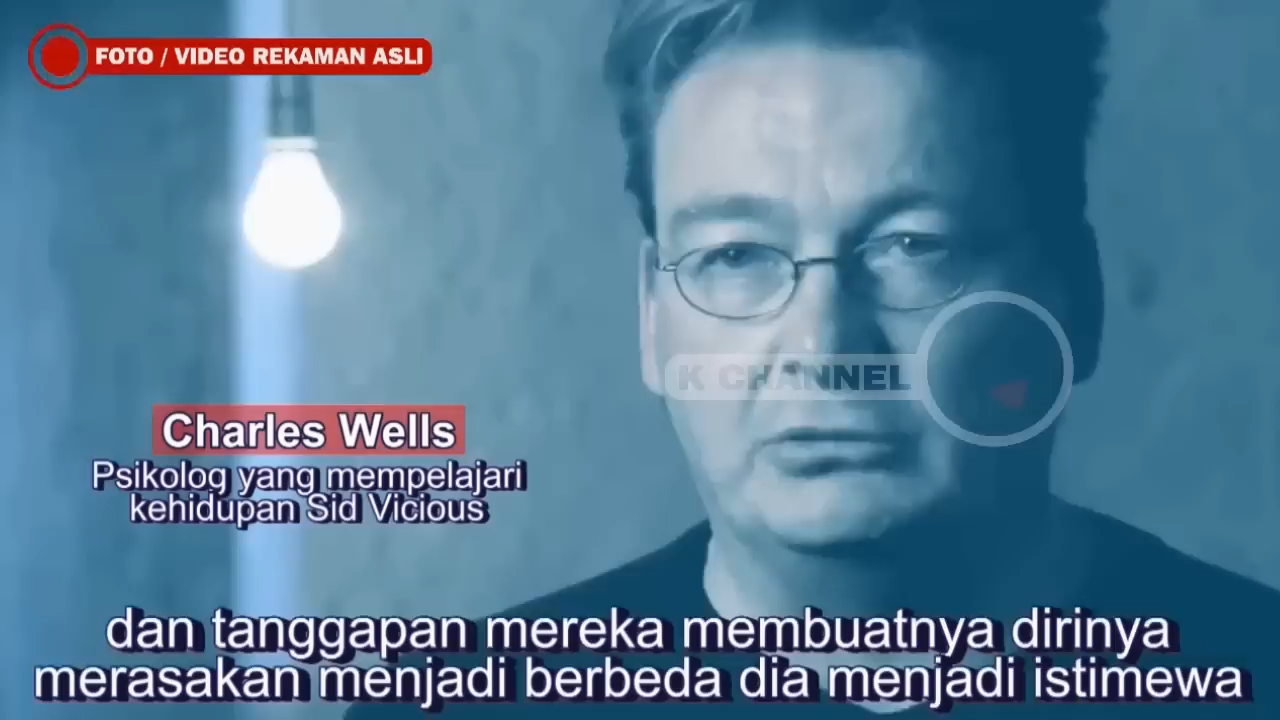 FOTO / VIDEO REKAMAN ASLI
K CHANNEL
Charles Wells
Psikolog yang mempelajari
kehidupan Sid Vicious
dan tanggapan mereka membuatnya dirinya
merasakan menjadi berbeda dia menjadi istimewa